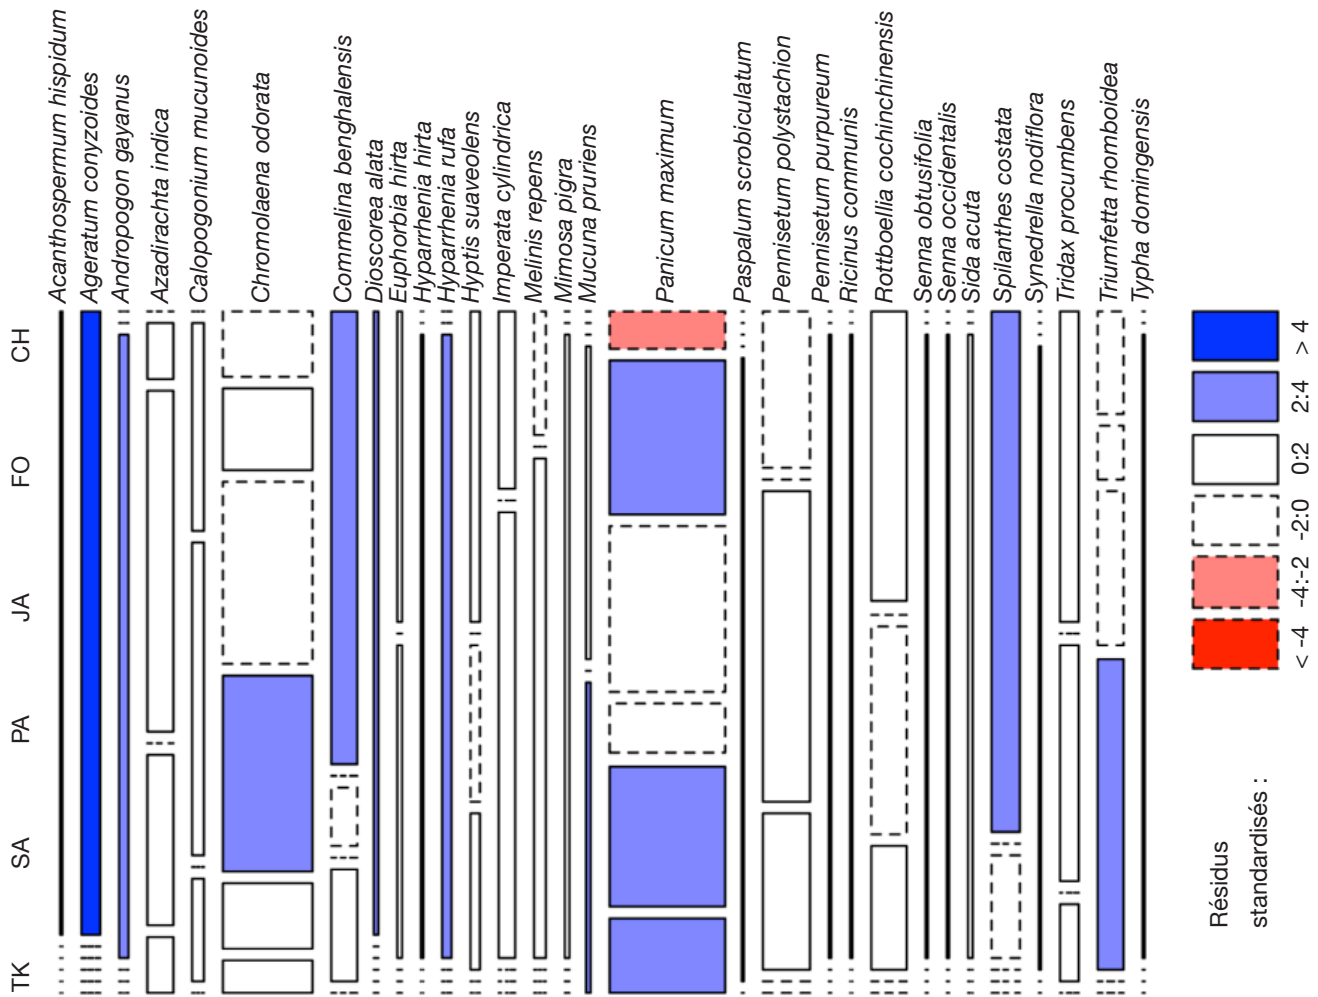 Acanthospermum hispidum
Ageratum conyzoides
Andropogon gayanus
Azadirachta indica
Calopogonium mucunoides
Chromolaena odorata
Commelina benghalensis
Dioscorea alata
Euphorbia hirta
Hyparrhenia hirta
Hyparrhenia rufa
Hyptis suaveolens
Imperata cylindrica
Melinis repens
Mimosa pigra
Mucuna pruriens
Panicum maximum
Paspalum scrobiculatum
Pennisetum polystachion
Pennisetum purpureum
Ricinus communis
Rottboellia cochinchinensis
Senna obtusifolia
Senna occidentalis
Sida acuta
Spilanthes costata
Synedrella nodiflora
Tridax procumbens
Triumfetta rhomboidea
Typha domingensis
TK SA PA JA FO CH
Résidus
standardisés :
< -4 -4:-2 -2:0 0:2 2:4 > 4